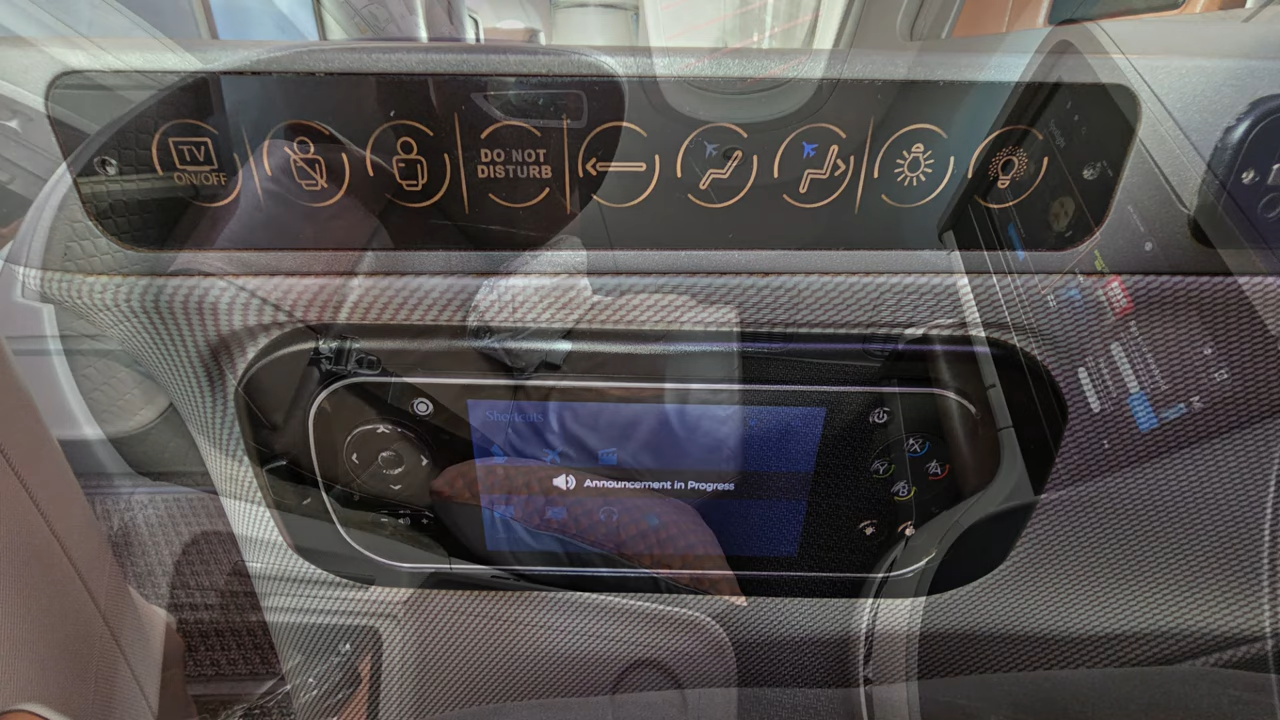 TV
ON/OFF
DO NOT
DISTURB
Shortcuts
Announcement in Progress
X
Y
A
B